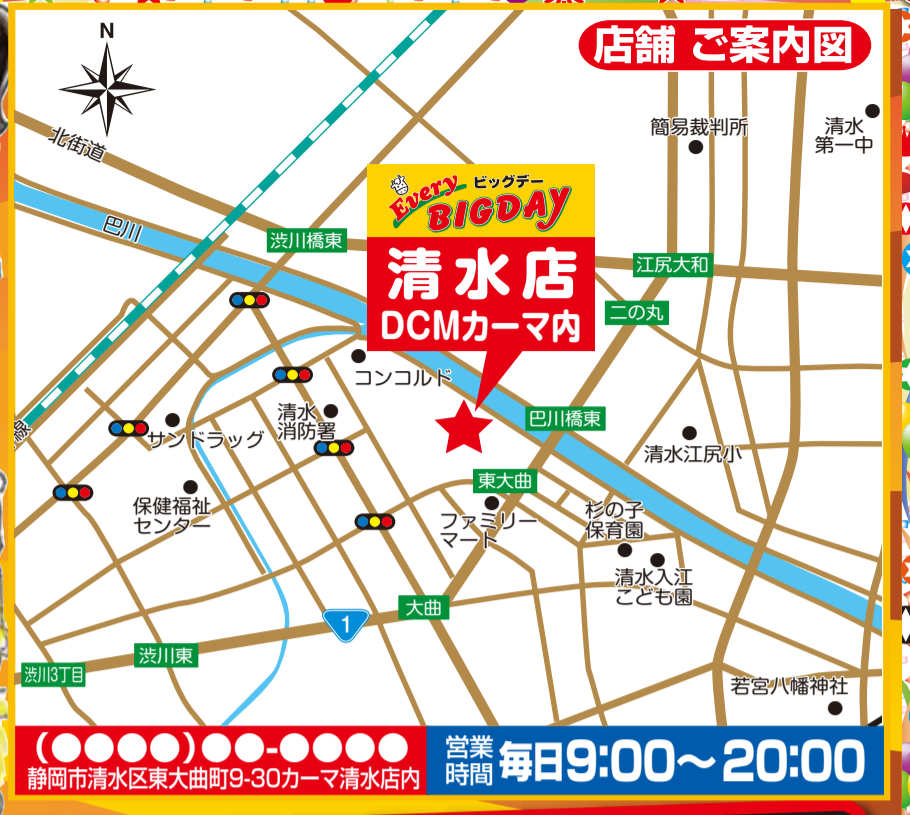 N
店舗 ご案内図
北街道
簡易裁判所
清水
第一中
Every
ビッグデー
BIGDAY
巴川
渋川橋東
清水店
DCMカーマ内
江尻大和
二の丸
コンコルド
清水
消防署
巴川橋東
線
サンドラッグ
清水江尻小
東大曲
保健福祉
センター
ファミリー
マート
杉の子
保育園
清水入江
こども園
大曲
1
渋川東
渋川3丁目
若宮八幡神社
(●●●●)●●-●●●●
静岡市清水区東大曲町9-30カーマ清水店内
営業
時間
毎日9:00〜20:00